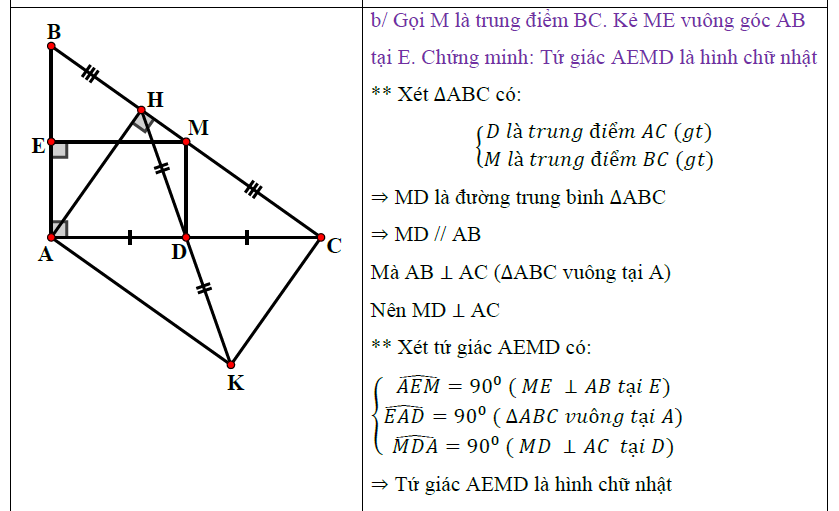 b/ Gọi M là trung điểm BC. Kẻ ME vuông góc AB
tại E. Chứng minh: Tứ giác AEMD là hình chữ nhật
** Xét ΔABC có:
{D là trung điểm AC (gt)
M là trung điểm BC (gt)
⇒ MD là đường trung bình ΔABC
⇒ MD // AB
Mà AB ⊥ AC (ΔABC vuông tại A)
Nên MD ⊥ AC
** Xét tứ giác AEMD có:
{\widehat{AEM} = 90⁰ ( ME ⊥ AB tại E)
\widehat{EAD} = 90⁰ ( ΔABC vuông tại A)
\widehat{MDA} = 90⁰ ( MD ⊥ AC tại D)
⇒ Tứ giác AEMD là hình chữ nhật
B
H
M
E
A
D
C
K